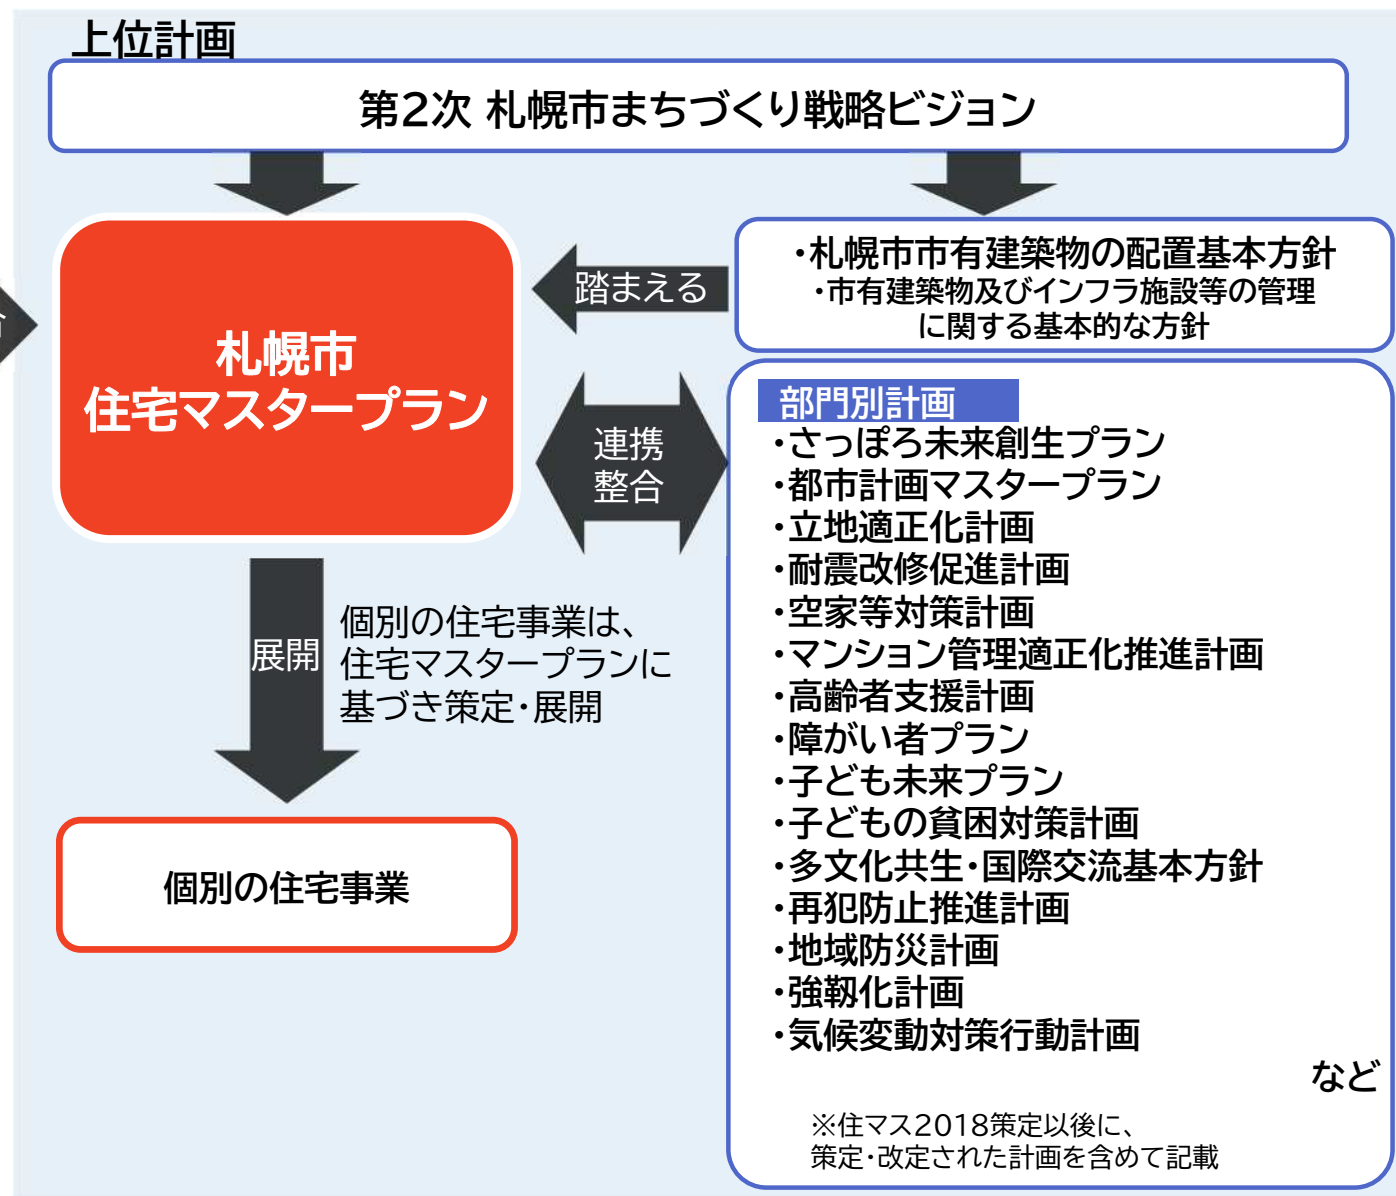 上位計画
第2次 札幌市まちづくり戦略ビジョン
札幌市
住宅マスタープラン
踏まえる
・札幌市市有建築物の配置基本方針
・市有建築物及びインフラ施設等の管理
に関する基本的な方針
連携
整合
部門別計画
・さっぽろ未来創生プラン
・都市計画マスタープラン
・立地適正化計画
・耐震改修促進計画
・空家等対策計画
・マンション管理適正化推進計画
・高齢者支援計画
・障がい者プラン
・子ども未来プラン
・子どもの貧困対策計画
・多文化共生・国際交流基本方針
・再犯防止推進計画
・地域防災計画
・強靱化計画
・気候変動対策行動計画
など
※住マス2018策定以後に、
策定・改定された計画を含めて記載
展開
個別の住宅事業は、
住宅マスタープランに
基づき策定・展開
個別の住宅事業